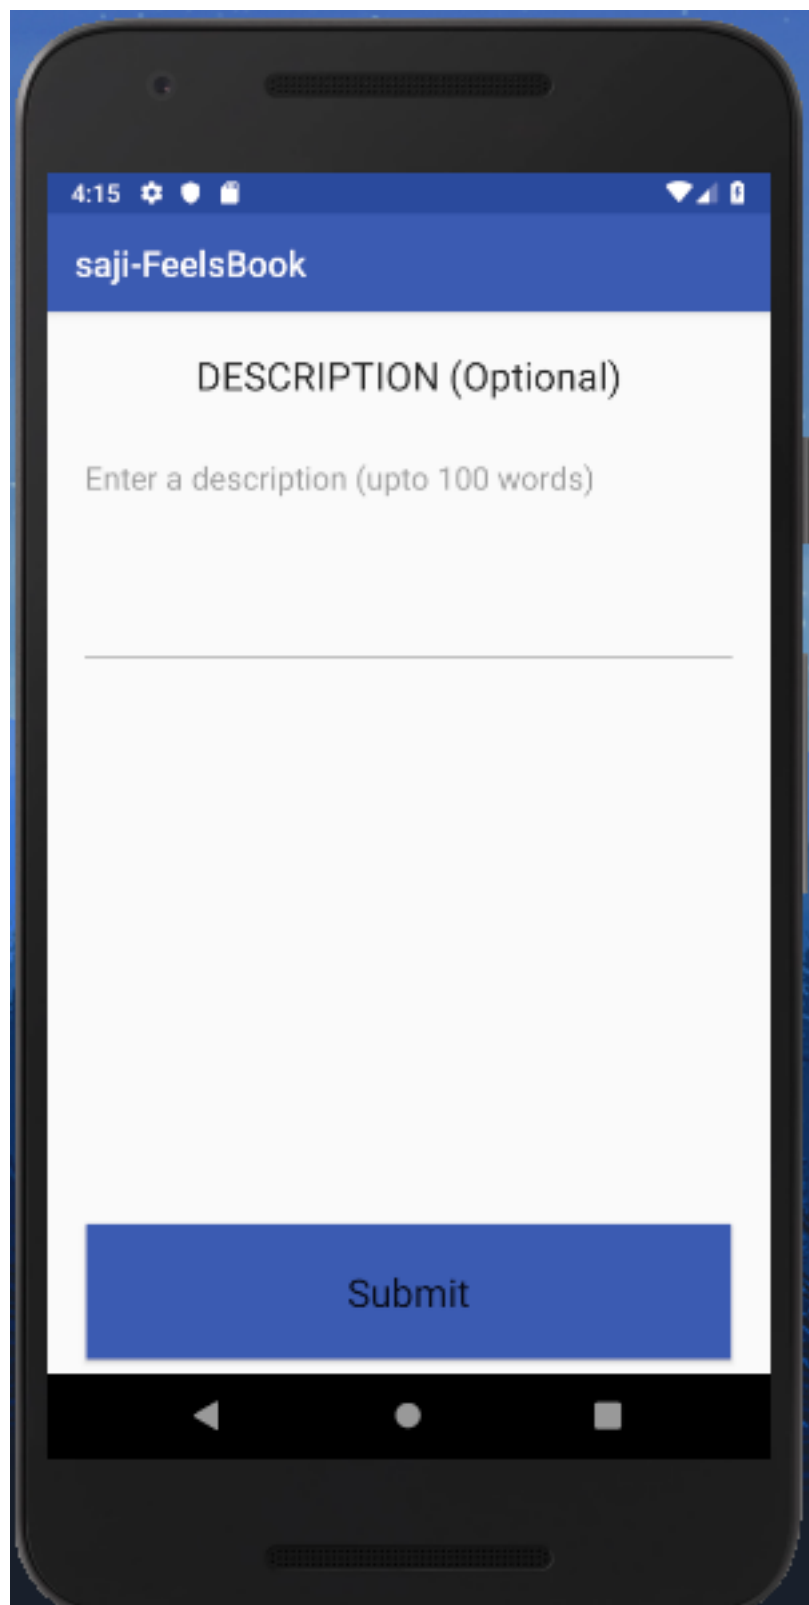 4:15
saji-FeelsBook
DESCRIPTION (Optional)
Enter a description (upto 100 words)
Submit